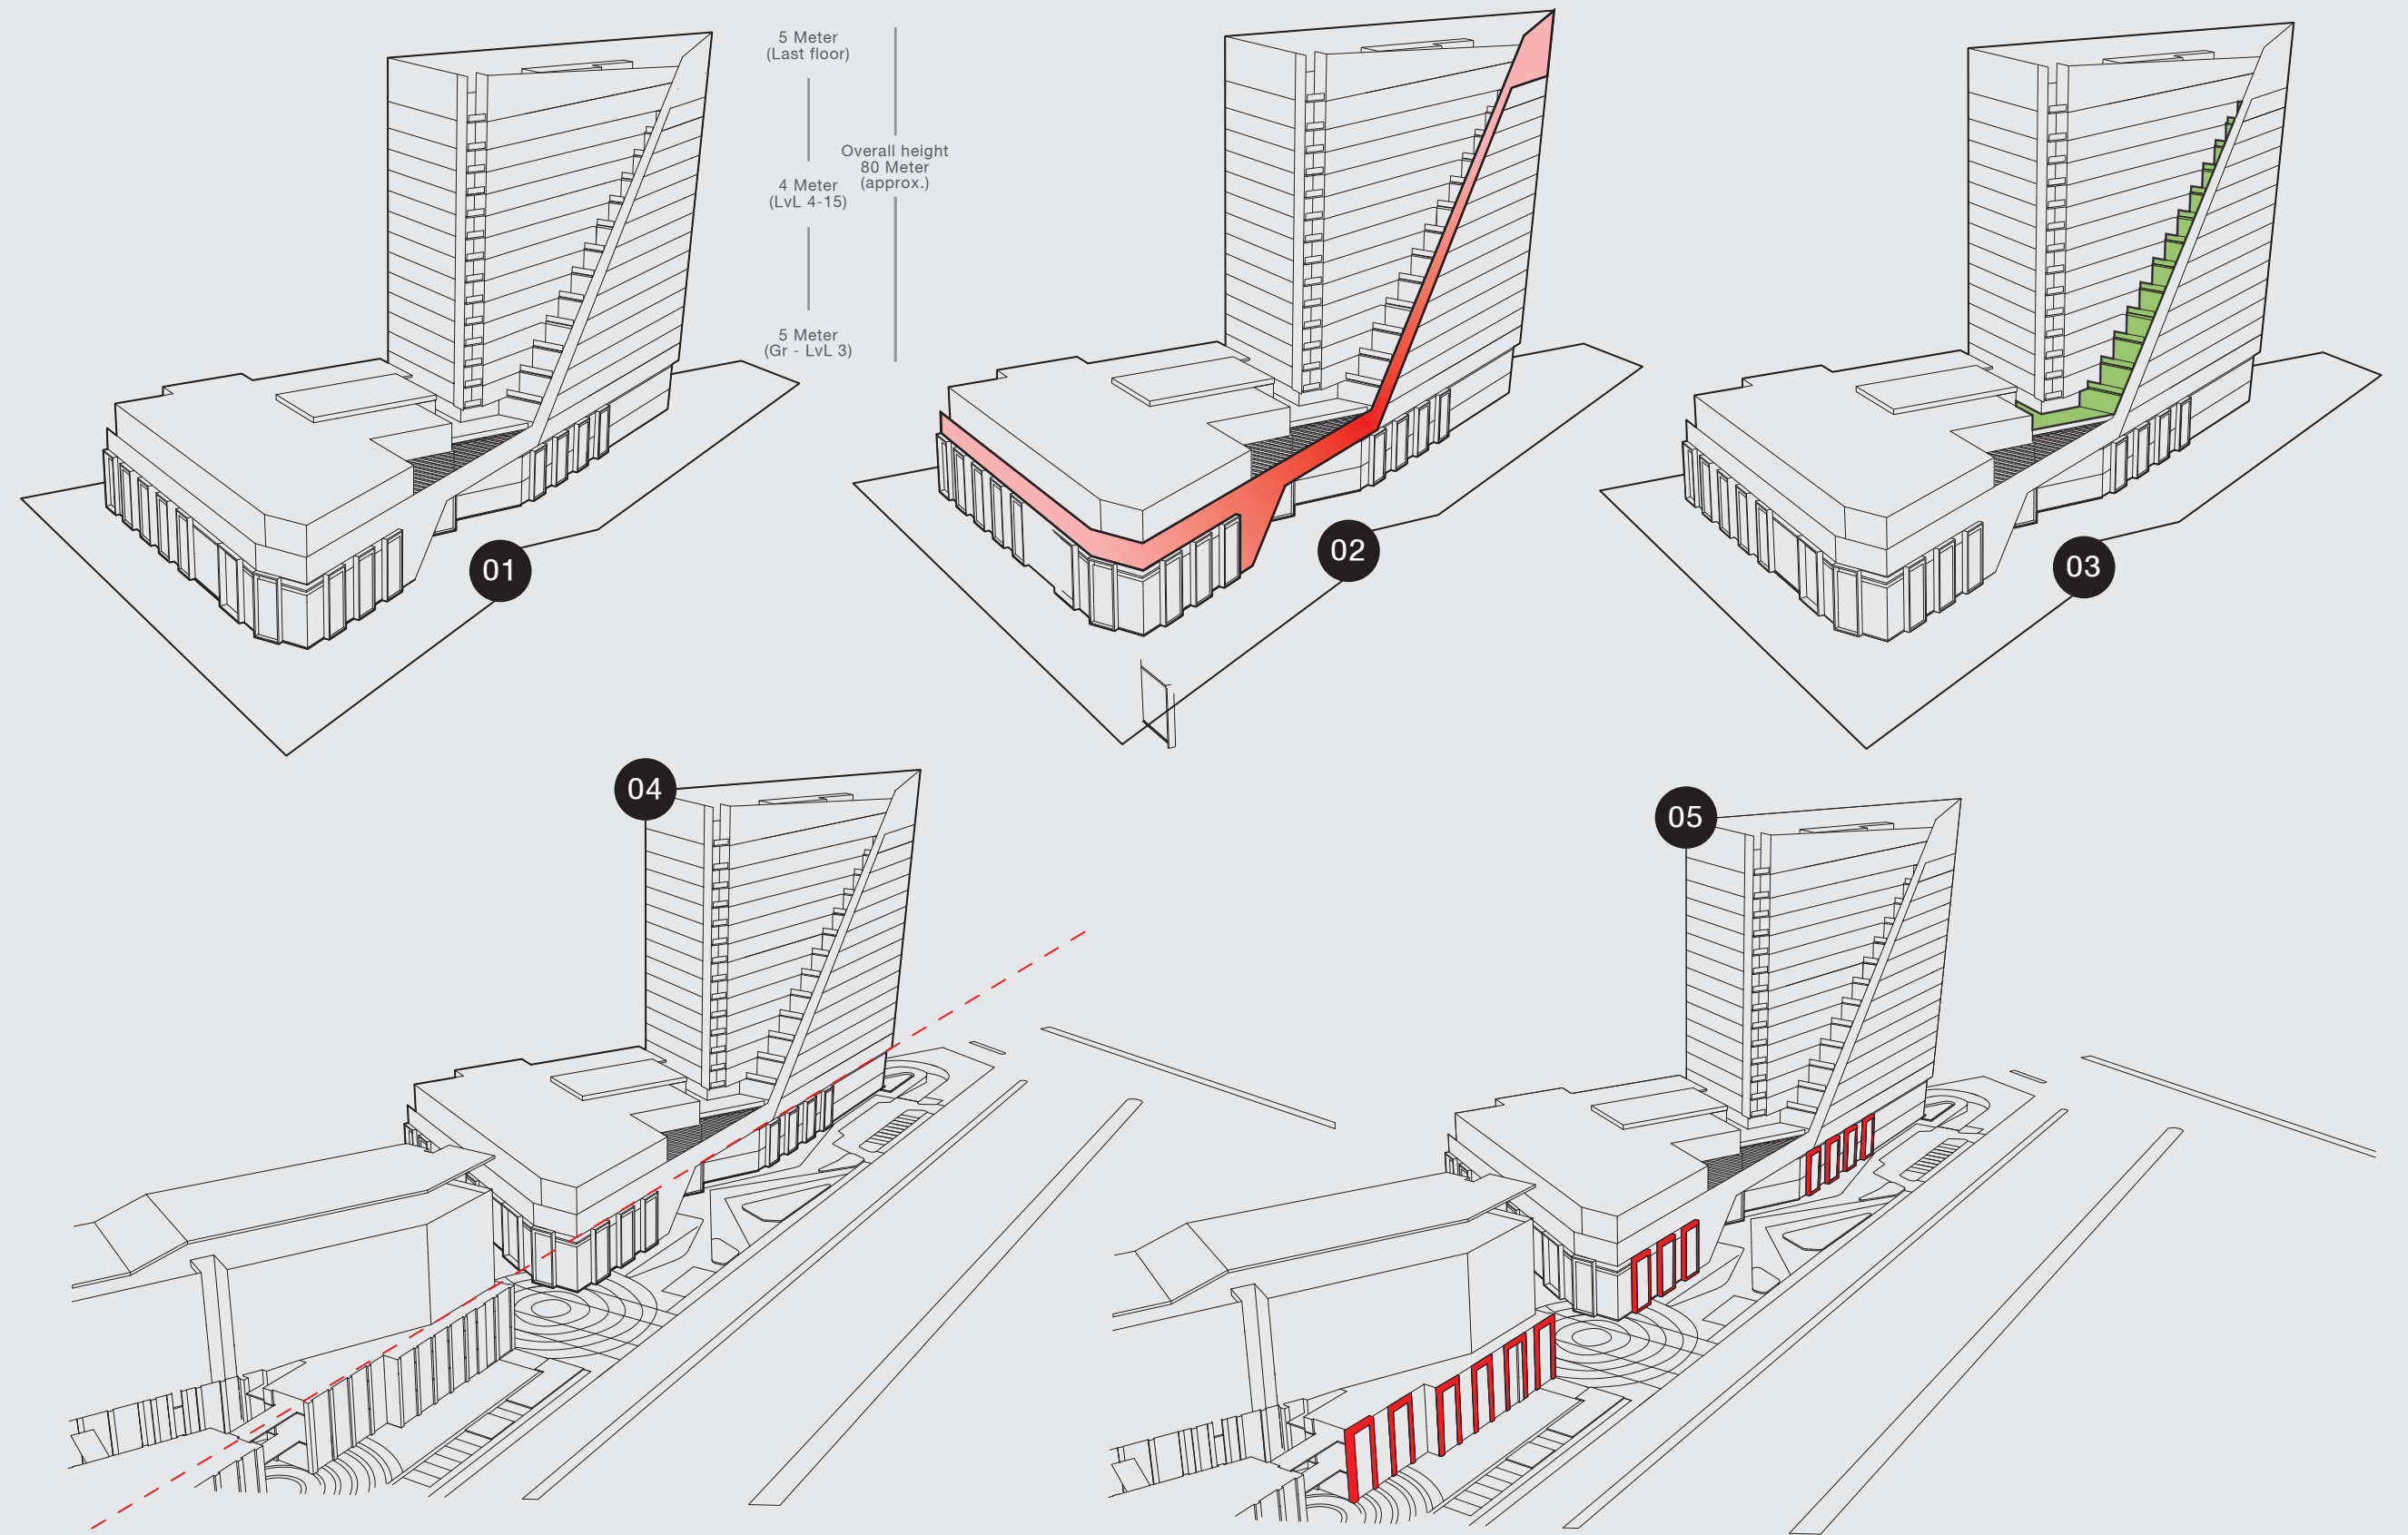 5 Meter
(Last floor)
Overall height
80 Meter
(approx.)
4 Meter
(LvL 4-15)
5 Meter
(Gr - LvL 3)
01
02
03
04
05